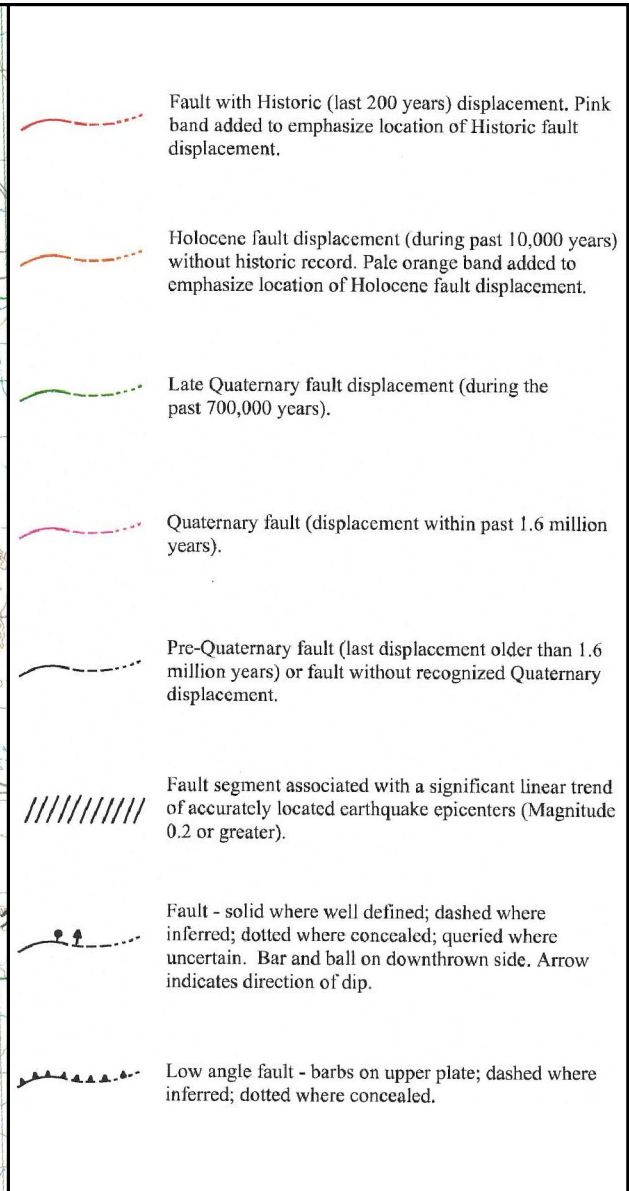 Fault with Historic (last 200 years) displacement. Pink
band added to emphasize location of Historic fault
displacement.
Holocene fault displacement (during past 10,000 years)
without historic record. Pale orange band added to
emphasize location of Holocene fault displacement.
Late Quaternary fault displacement (during the
past 700,000 years).
Quaternary fault (displacement within past 1.6 million
years).
Pre-Quaternary fault (last displacement older than 1.6
million years) or fault without recognized Quaternary
displacement.
Fault segment associated with a significant linear trend
of accurately located earthquake epicenters (Magnitude
0.2 or greater).
Fault - solid where well defined; dashed where
inferred; dotted where concealed; queried where
uncertain. Bar and ball on downthrown side. Arrow
indicates direction of dip.
Low angle fault - barbs on upper plate; dashed where
inferred; dotted where concealed.